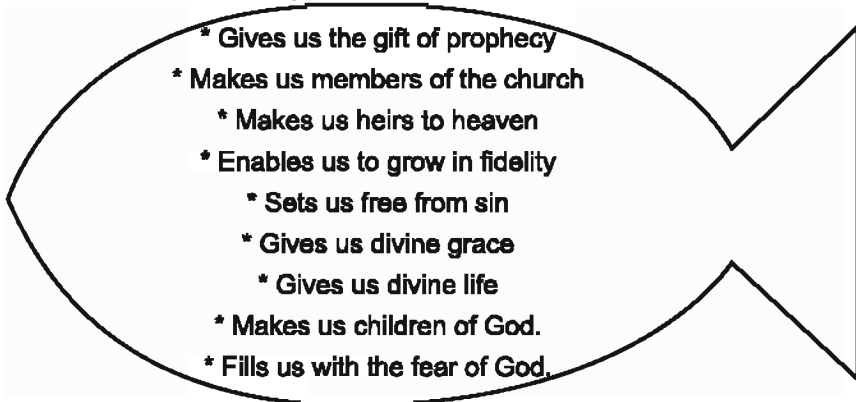 * Gives us the gift of prophecy
* Makes us members of the church
* Makes us heirs to heaven
* Enables us to grow in fidelity
* Sets us free from sin
* Gives us divine grace
* Gives us divine life
* Makes us children of God.
* Fills us with the fear of God.